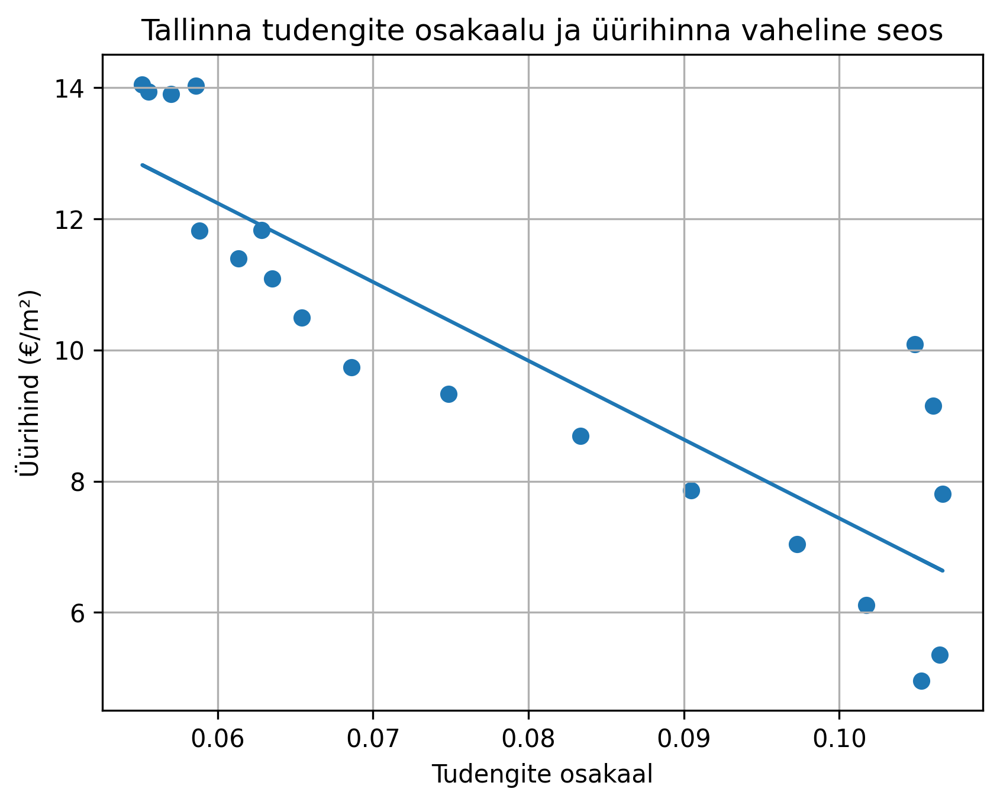 Tallinna tudengite osakaalu ja üürihinna vaheline seos
14
12
10
8
6
Üürihind (€/m²)
0.06 0.07 0.08 0.09 0.10
Tudengite osakaal